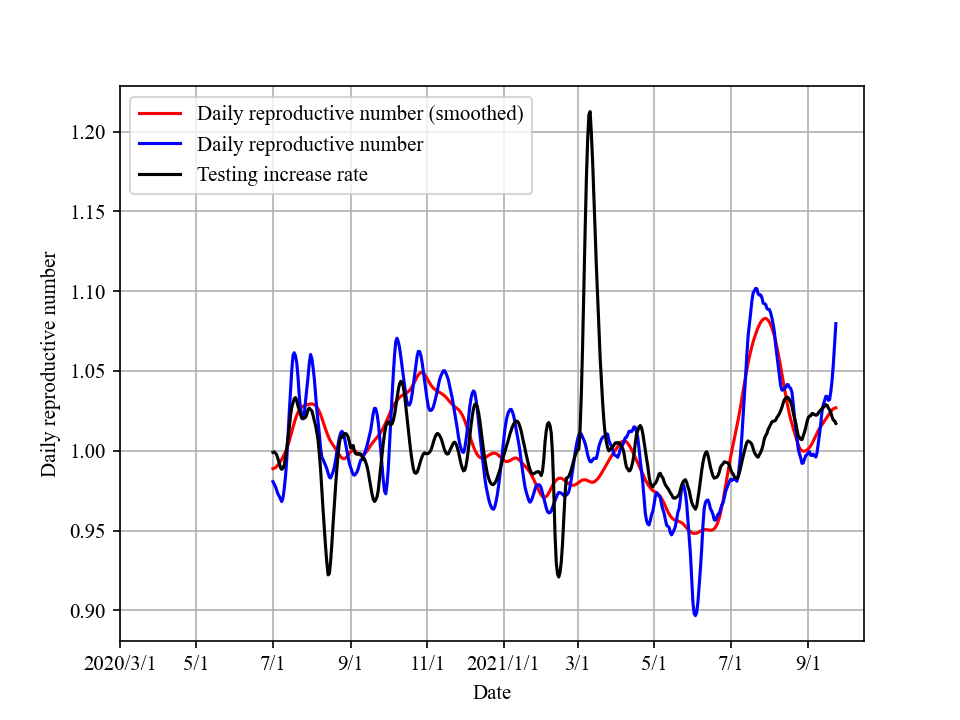 Daily reproductive number (smoothed)
Daily reproductive number
Testing increase rate
Daily reproductive number
1.20
1.15
1.10
1.05
1.00
0.95
0.90
2020/3/1 5/1 7/1 9/1 11/1 2021/1/1 3/1 5/1 7/1 9/1
Date